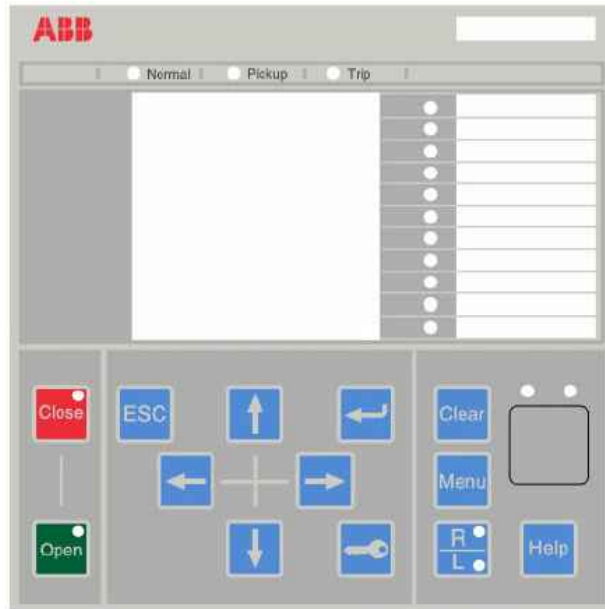 ABB
Normal Pickup Trip
Close ESC Clear
Menu
Open R L Help